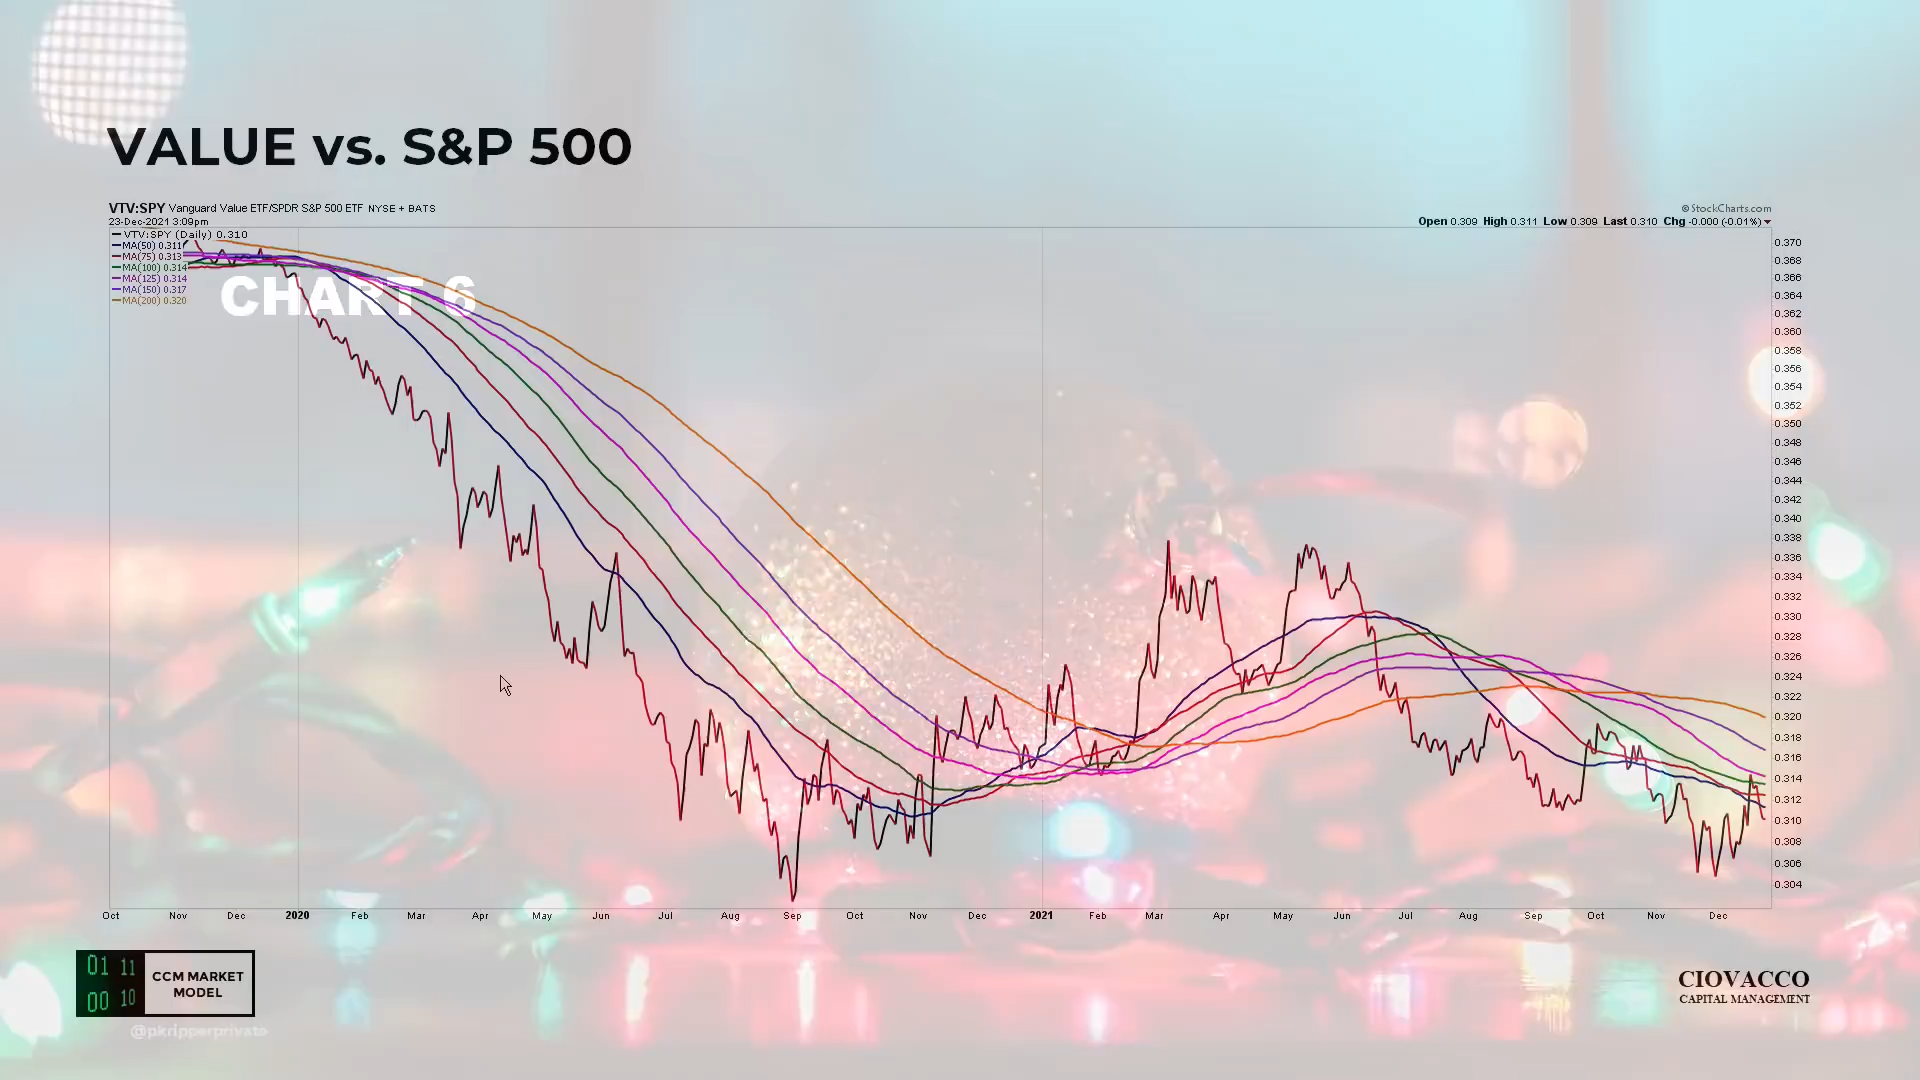 VALUE vs. S&P 500
VTV:SPY Vanguard Value ETF/SPDR S&P 500 ETF NYSE + BATS
© StockCharts.com
23-Dec-2021 3:09pm
Open 0.309 High 0.311 Low 0.309 Last 0.310 Chg -0.000 (-0.01%)
VTV:SPY (Daily) 0.310
MA(50) 0.311
MA(75) 0.313
MA(100) 0.314
MA(125) 0.314
MA(150) 0.317
MA(200) 0.320
CHART 6
0.370
0.368
0.366
0.364
0.362
0.360
0.358
0.356
0.354
0.352
0.350
0.348
0.346
0.344
0.342
0.340
0.338
0.336
0.334
0.332
0.330
0.328
0.326
0.324
0.322
0.320
0.318
0.316
0.314
0.312
0.310
0.308
0.306
0.304
Oct Nov Dec 2020 Feb Mar Apr May Jun Jul Aug Sep Oct Nov Dec 2021 Feb Mar Apr May Jun Jul Aug Sep Oct Nov Dec
01 11
00 10
CCM MARKET
MODEL
CIOVACCO
CAPITAL MANAGEMENT
@pkripperprivato